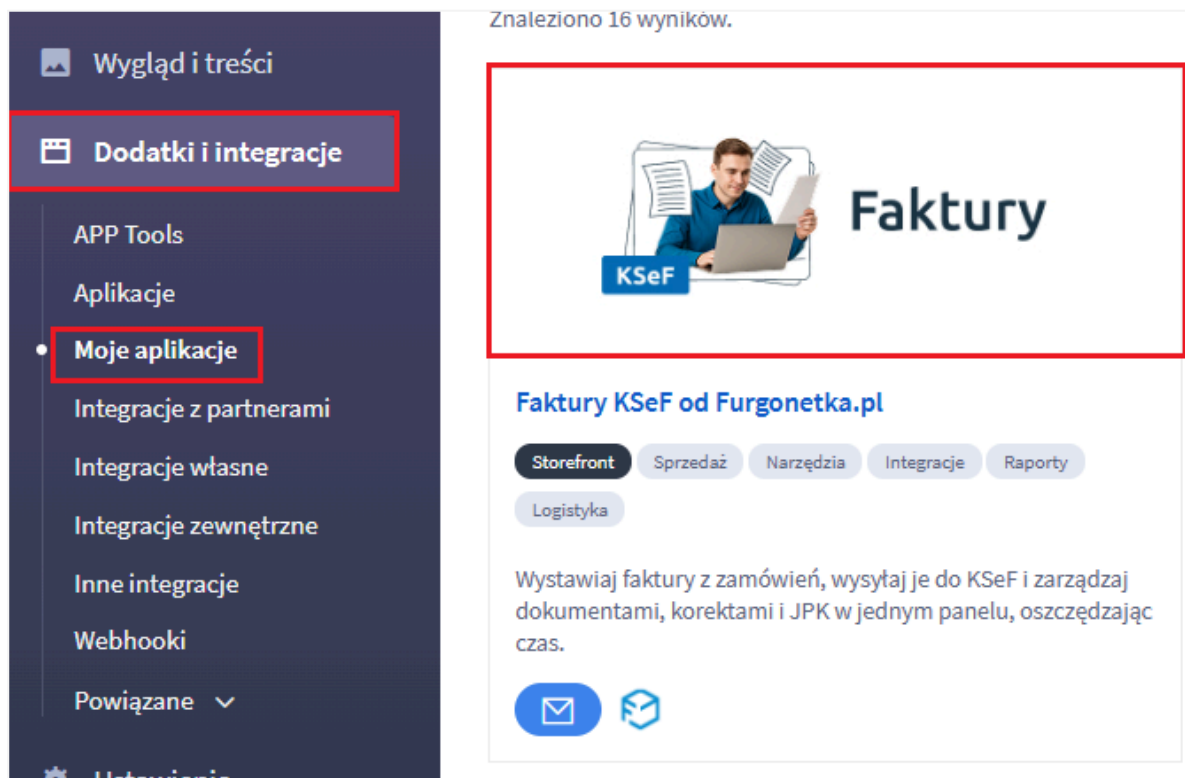 Wygląd i treści
Dodatki i integracje
APP Tools
Aplikacje
Moje aplikacje
Integracje z partnerami
Integracje własne
Integracje zewnętrzne
Inne integracje
Webhooki
Powiązane
Ustawienia
Znaleziono 16 wyników.
KSeF
Faktury
Faktury KSeF od Furgonetka.pl
Storefront Sprzedaż Narzędzia Integracje Raporty
Logistyka
Wystawiaj faktury z zamówień, wysyłaj je do KSeF i zarządzaj
dokumentami, korektami i JPK w jednym panelu, oszczędzając
czas.